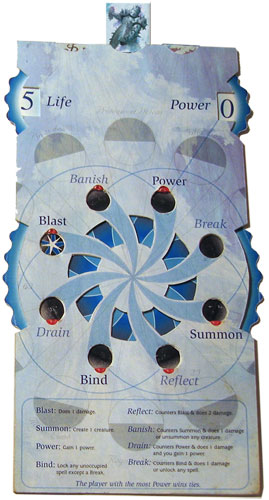 5 Life Power 0
Banish Power
Blast Break
Drain Summon
Bind Reflect
Blast: Does 1 damage.
Summon: Create 1 creature.
Power: Gain 1 power.
Bind: Lock any unoccupied
spell except a Break.
Reflect: Counters Blast & does 2 damage.
Banish: Counters Summon, & does 1 damage
or unsummon any creature.
Drain: Counters Power & does 1 damage
and you gain 1 power.
Break: Counters Bind & does 1 damage
or unlock any spell.
The player with the most Power wins ties.